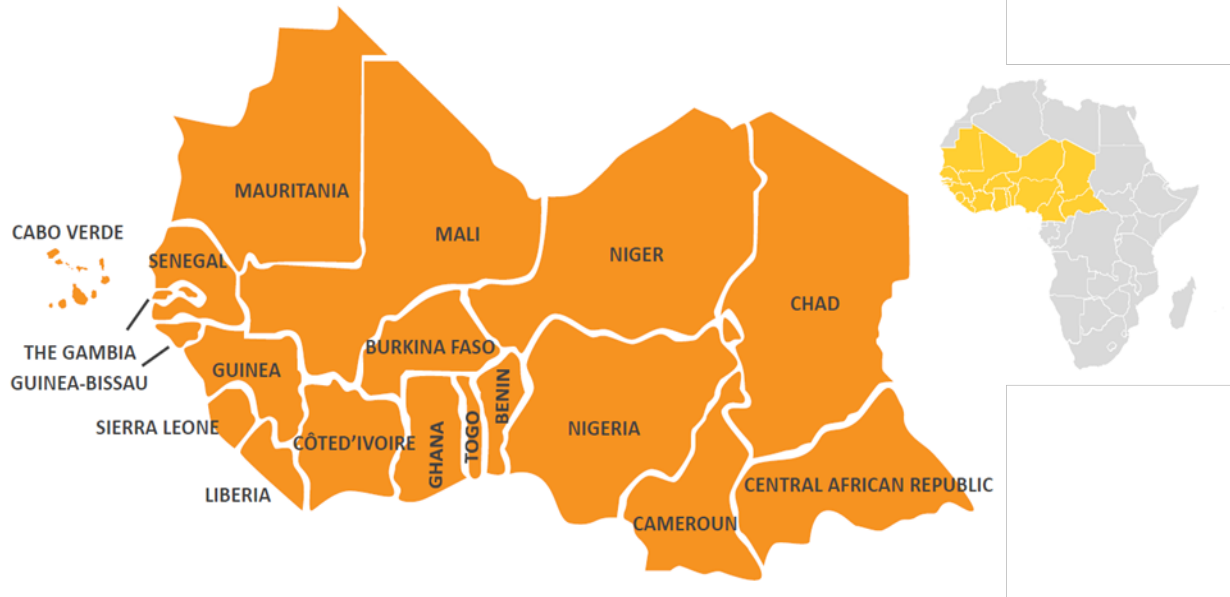 MAURITANIA
CABO VERDE
MALI
SENEGAL
NIGER
CHAD
THE GAMBIA
BURKINA FASO
GUINEA
GUINEA-BISSAU
BENIN
SIERRA LEONE
NIGERIA
TOGO
CÔTED'IVOIRE
GHANA
LIBERIA
CENTRAL AFRICAN REPUBLIC
CAMEROUN